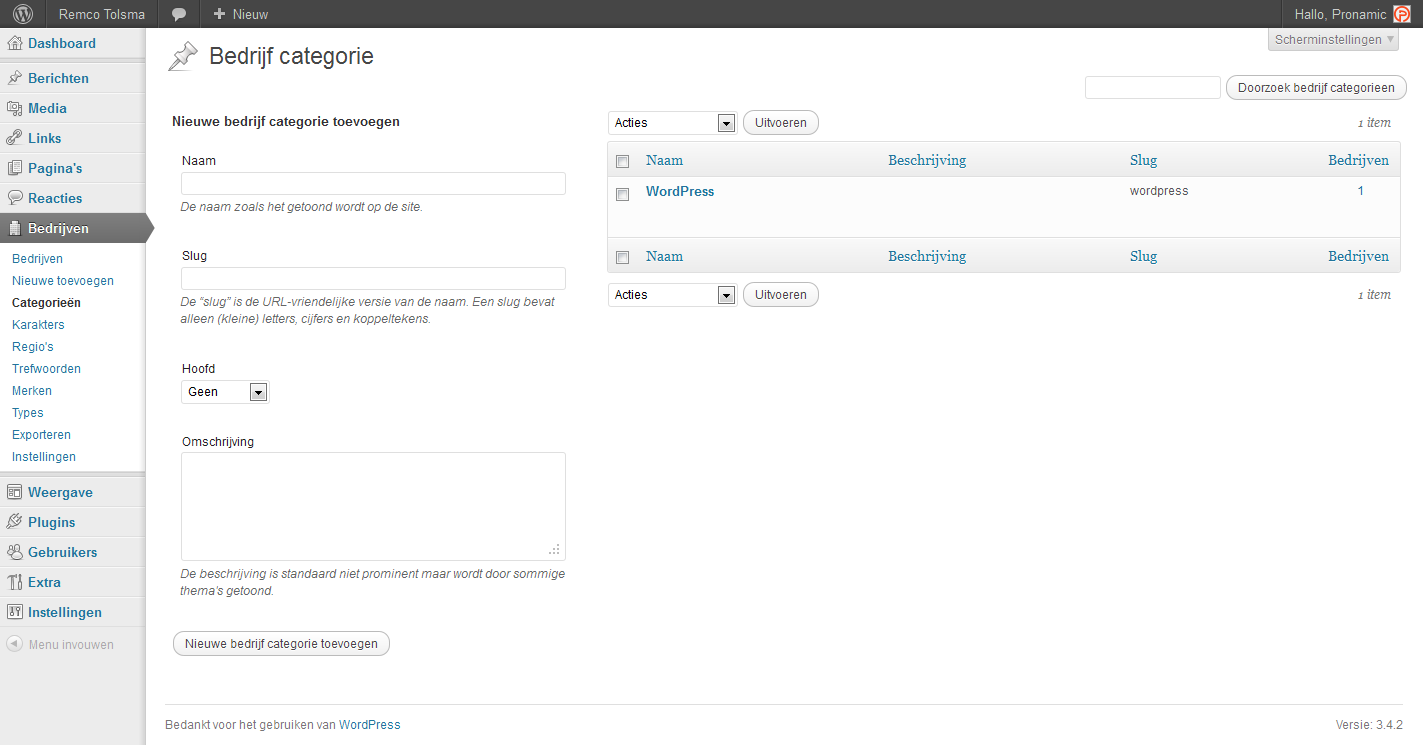 Remco Tolsma
Nieuw
Hallo, Pronamic
Dashboard
Berichten
Media
Links
Pagina's
Reacties
Bedrijven
Bedrijven
Nieuwe toevoegen
Categorieën
Karakters
Regio's
Trefwoorden
Merken
Types
Exporteren
Instellingen
Weergave
Plugins
Gebruikers
Extra
Instellingen
Menu invouwen
Scherminstellingen
Bedrijf categorie
Doorzoek bedrijf categorieen
Nieuwe bedrijf categorie toevoegen
Naam
De naam zoals het getoond wordt op de site.
Slug
De “slug” is de URL-vriendelijke versie van de naam. Een slug bevat
alleen (kleine) letters, cijfers en koppeltekens.
Hoofd
Geen
Omschrijving
De beschrijving is standaard niet prominent maar wordt door sommige
thema's getoond.
Nieuwe bedrijf categorie toevoegen
Acties Uitvoeren 1 item
Naam Beschrijving Slug Bedrijven
WordPress wordpress 1
Naam Beschrijving Slug Bedrijven
Acties Uitvoeren 1 item
Bedankt voor het gebruiken van WordPress
Versie: 3.4.2